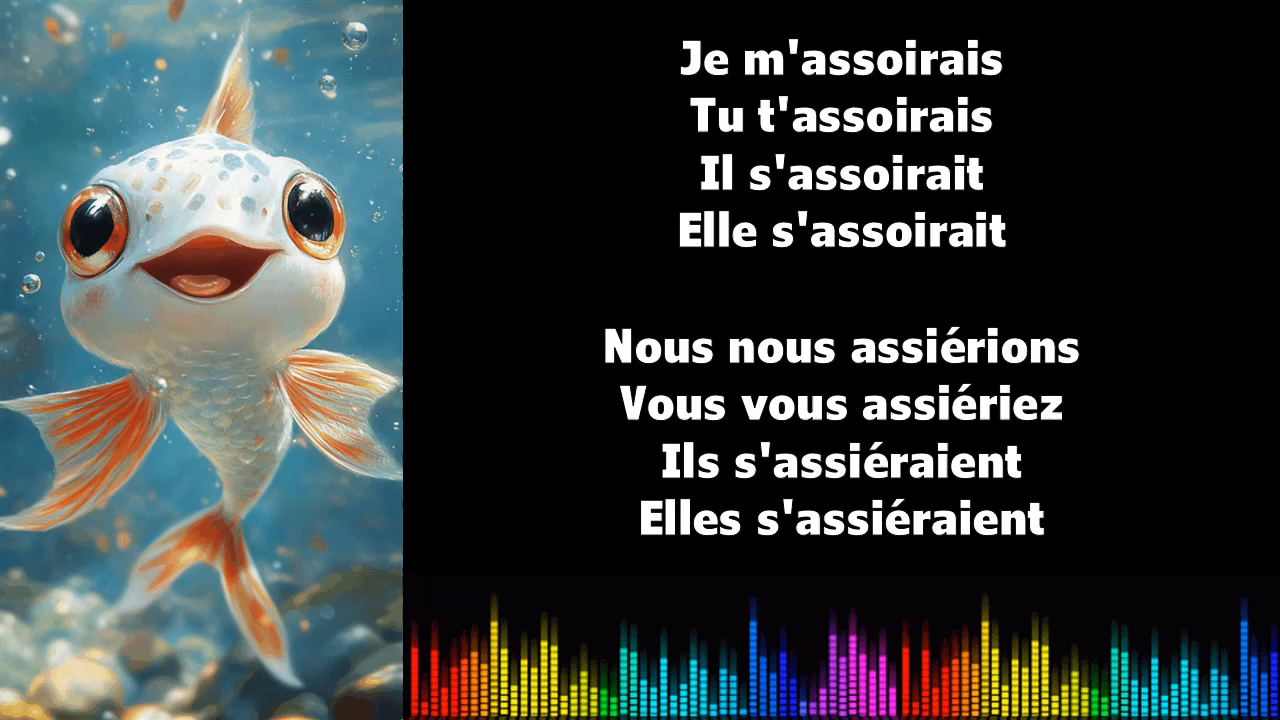 Je m'assoirais
Tu t'assoirais
Il s'assoirait
Elle s'assoirait
Nous nous assiérions
Vous vous assiériez
Ils s'assiéraient
Elles s'assiéraient